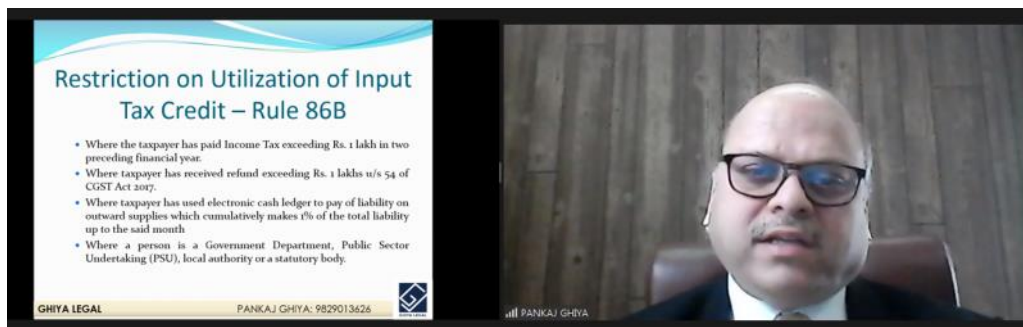 Restriction on Utilization of Input
Tax Credit – Rule 86B
• Where the taxpayer has paid Income Tax exceeding Rs. 1 lakh in two
preceding financial year.
• Where taxpayer has received refund exceeding Rs. 1 lakhs u/s 54 of
CGST Act 2017.
• Where taxpayer has used electronic cash ledger to pay of liability on
outward supplies which cumulatively makes 1% of the total liability
up to the said month
• Where a person is a Government Department, Public Sector
Undertaking (PSU), local authority or a statutory body.
GHIYA LEGAL
PANKAJ GHIYA: 9829013626
GHIYA LEGAL
PANKAJ GHIYA